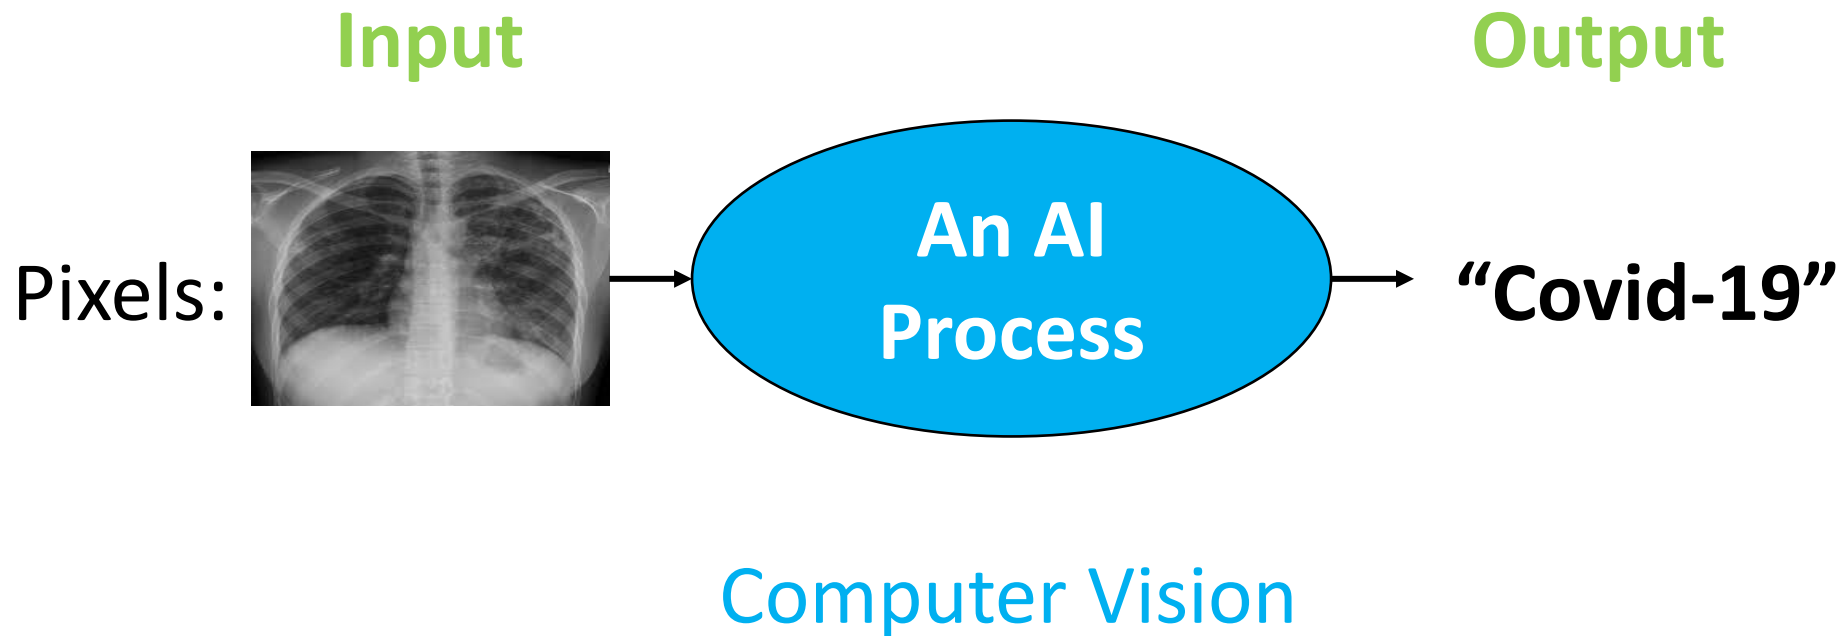 Input
Output
Pixels:
An AI
Process
“Covid-19”
Computer Vision